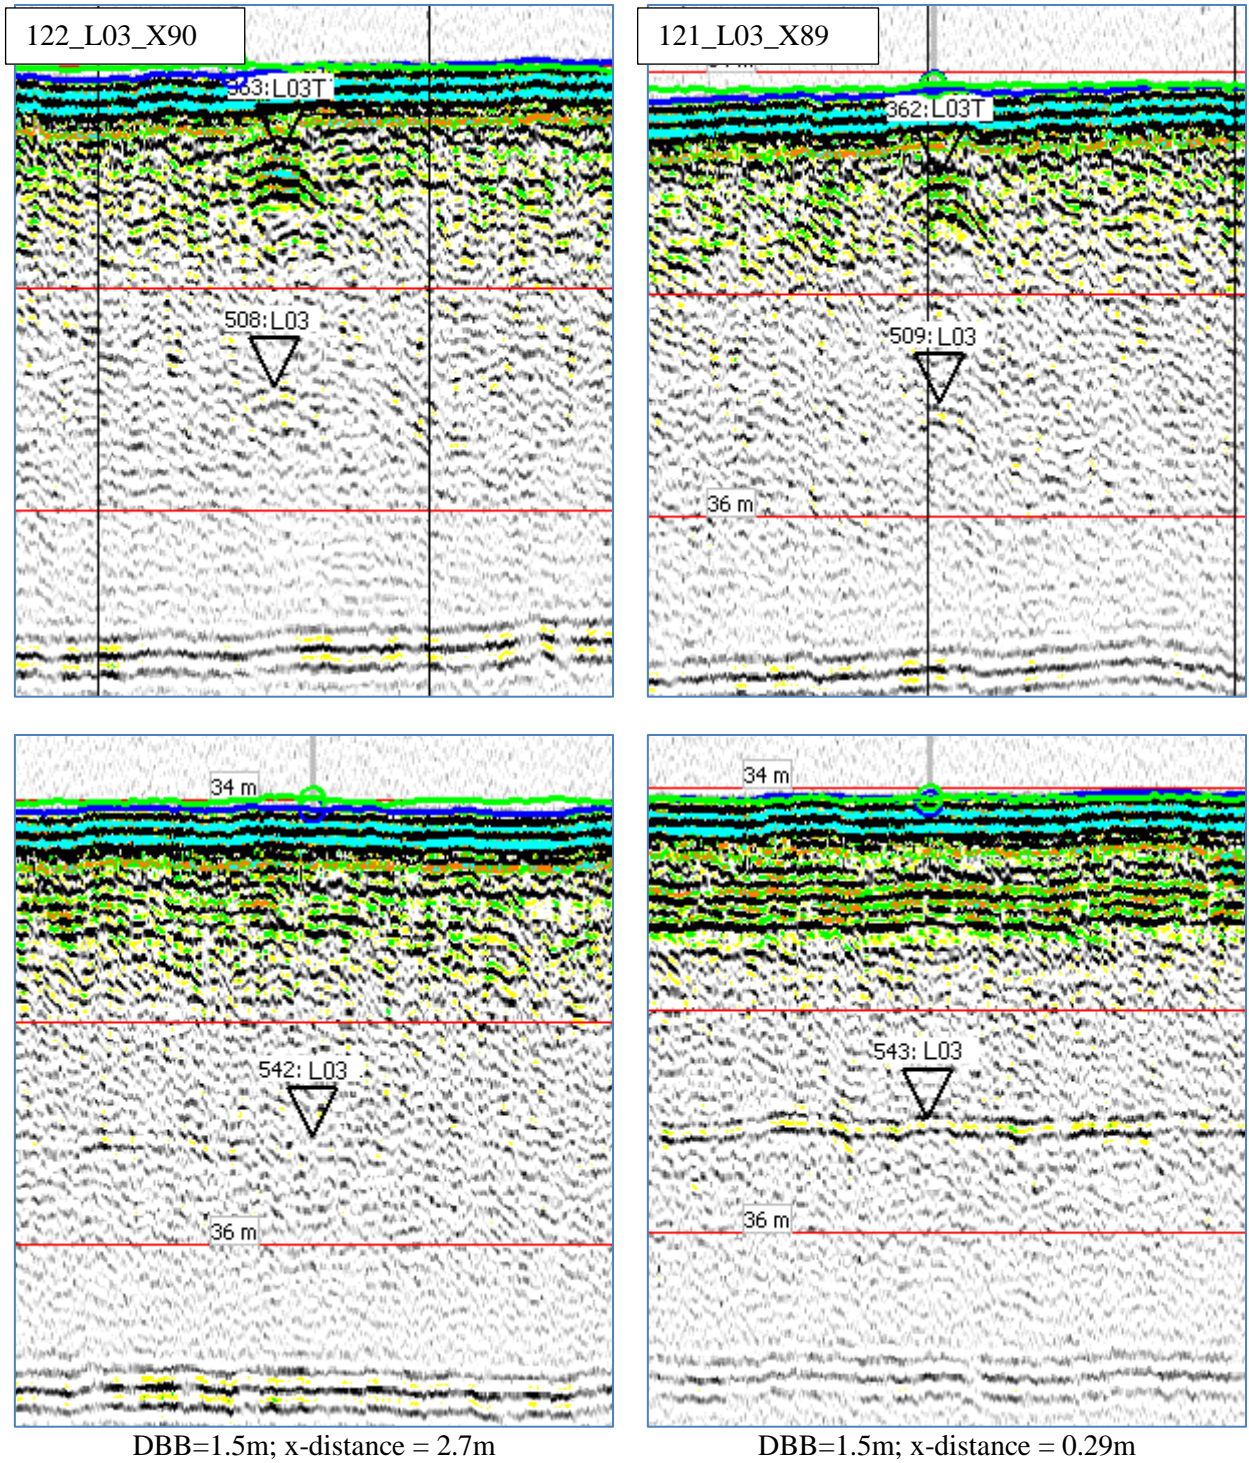 122_L03_X90
121_L03_X89
363:L03T
362:L03T
508:L03
509:L03
36 m
34 m
34 m
542: L03
543: L03
36 m
36 m
DBB=1.5m; x-distance = 2.7m
DBB=1.5m; x-distance = 0.29m